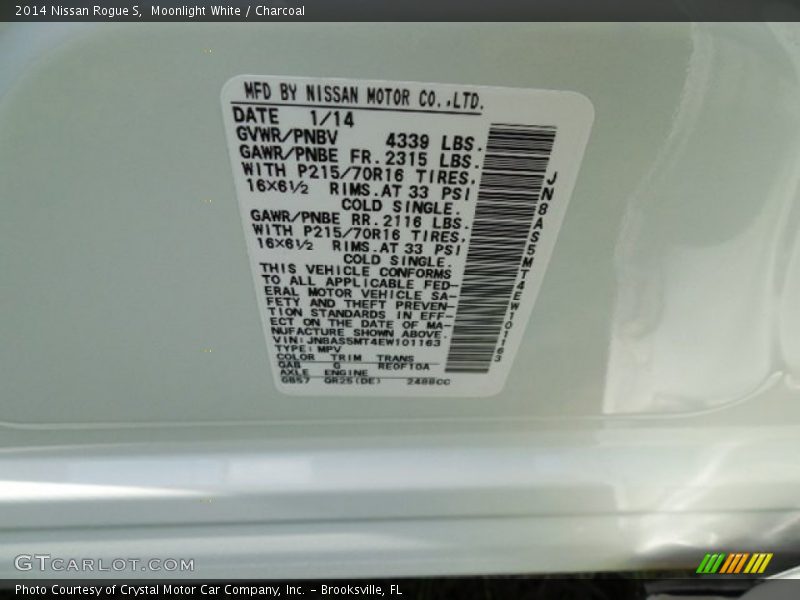 2014 Nissan Rogue S, Moonlight White / Charcoal
MFD BY NISSAN MOTOR CO.,LTD.
DATE 1/14
GVWR/PNBV 4339 LBS.
GAWR/PNBE FR. 2315 LBS.
WITH P215/70R16 TIRES,
16×6½ RIMS.AT 33 PSI
COLD SINGLE.
GAWR/PNBE RR. 2116 LBS.
WITH P215/70R16 TIRES,
16×6½ RIMS.AT 33 PSI
COLD SINGLE.
THIS VEHICLE CONFORMS
TO ALL APPLICABLE FED-
ERAL MOTOR VEHICLE SA-
FETY AND THEFT PREVEN-
TION STANDARDS IN EFF-
ECT ON THE DATE OF MA-
NUFACTURE SHOWN ABOVE.
VIN: JN8AS5MT4EW101163
TYPE: MPV
COLOR TRIM TRANS
QAB G RE0F10A
AXLE ENGINE
GB57 QR25(DE) 2488CC
JN8AS5MT4EW101163
GTCARLOT.COM
Photo Courtesy of Crystal Motor Car Company, Inc. – Brooksville, FL